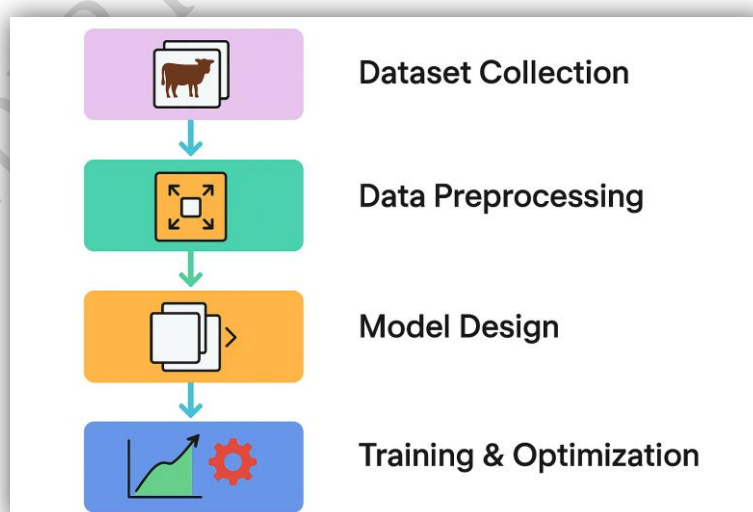 Dataset Collection
Data Preprocessing
Model Design
Training & Optimization